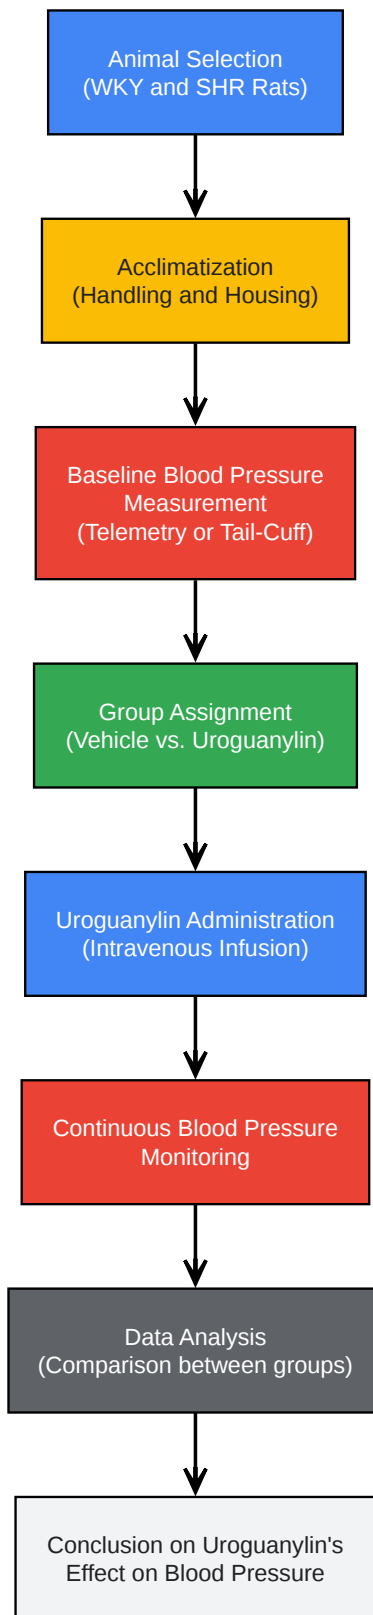 Animal Selection
(WKY and SHR Rats)
Acclimatization
(Handling and Housing)
Baseline Blood Pressure
Measurement
(Telemetry or Tail-Cuff)
Group Assignment
(Vehicle vs. Uroguanylin)
Uroguanylin Administration
(Intravenous Infusion)
Continuous Blood Pressure
Monitoring
Data Analysis
(Comparison between groups)
Conclusion on Uroguanylin's
Effect on Blood Pressure